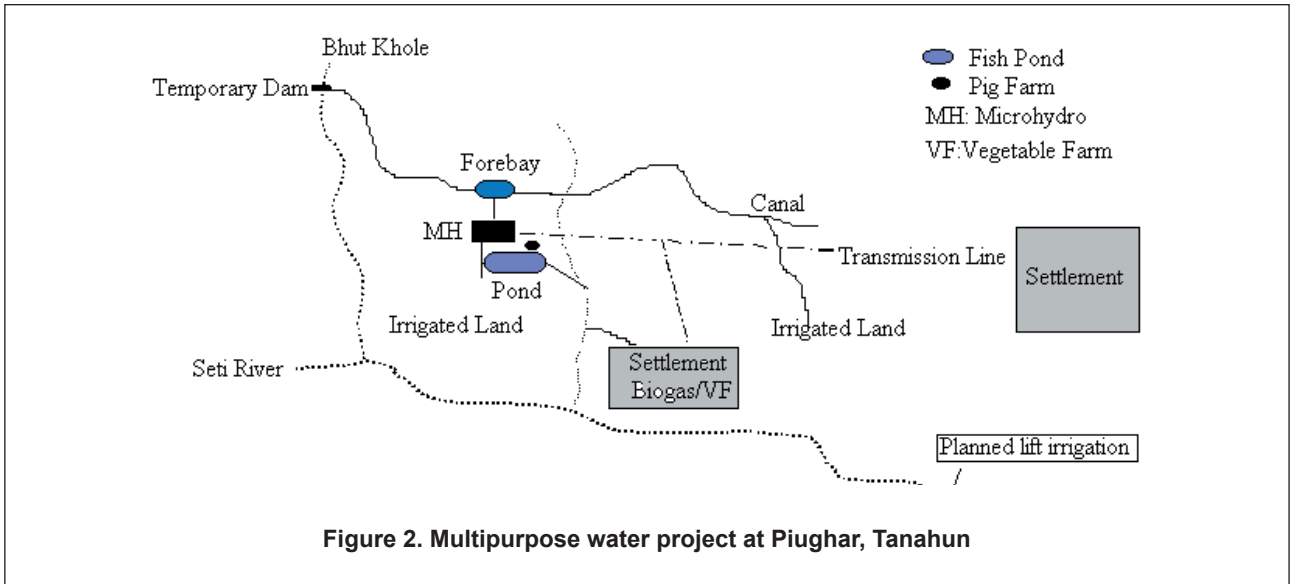 Bhut Khole
Temporary Dam
Fish Pond
Pig Farm
MH: Microhydro
VF:Vegetable Farm
Forebay
Canal
MH
Transmission Line
Settlement
Pond
Irrigated Land
Irrigated Land
Seti River
Settlement
Biogas/VF
Planned lift irrigation
Figure 2. Multipurpose water project at Piughar, Tanahun